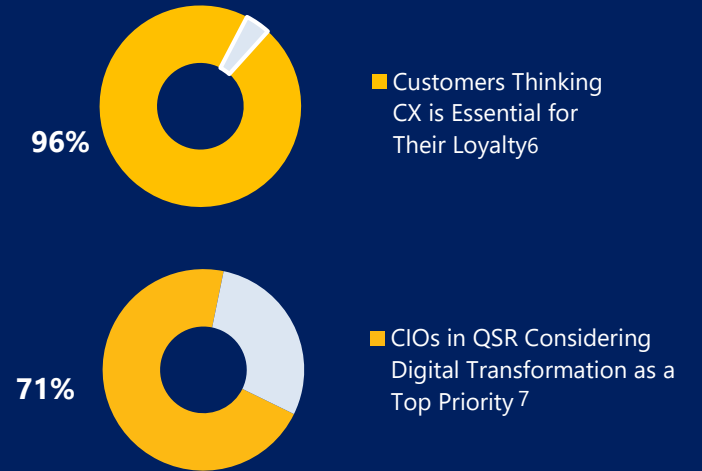 96%
Customers Thinking
CX is Essential for
Their Loyalty6
71%
CIOs in QSR Considering
Digital Transformation as a
Top Priority 7